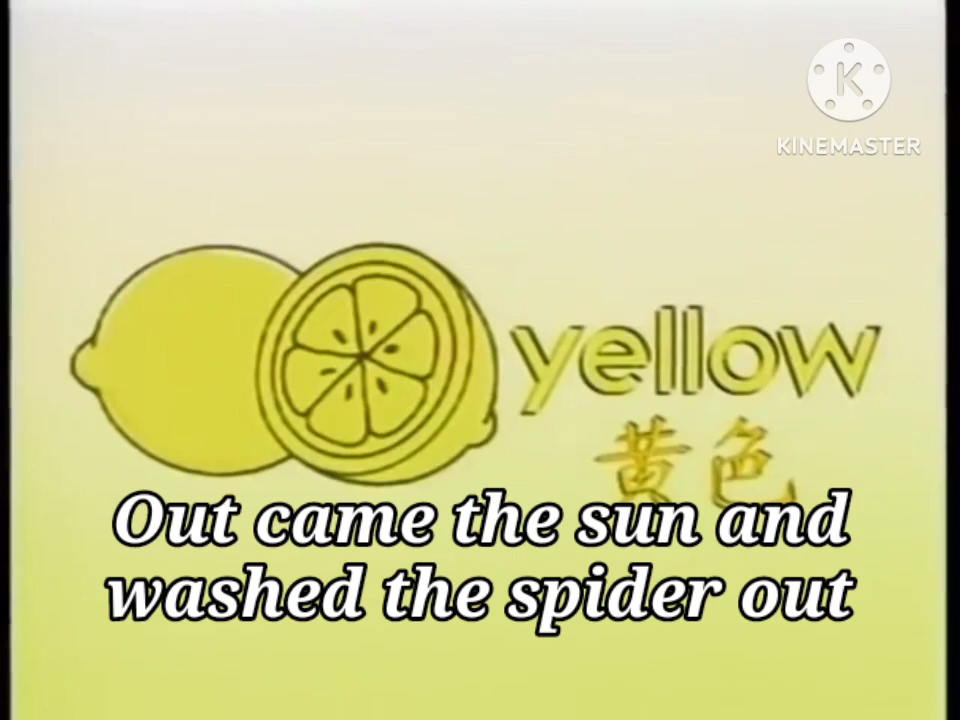 KINEMASTER
yellow
黄色
Out came the sun and
washed the spider out